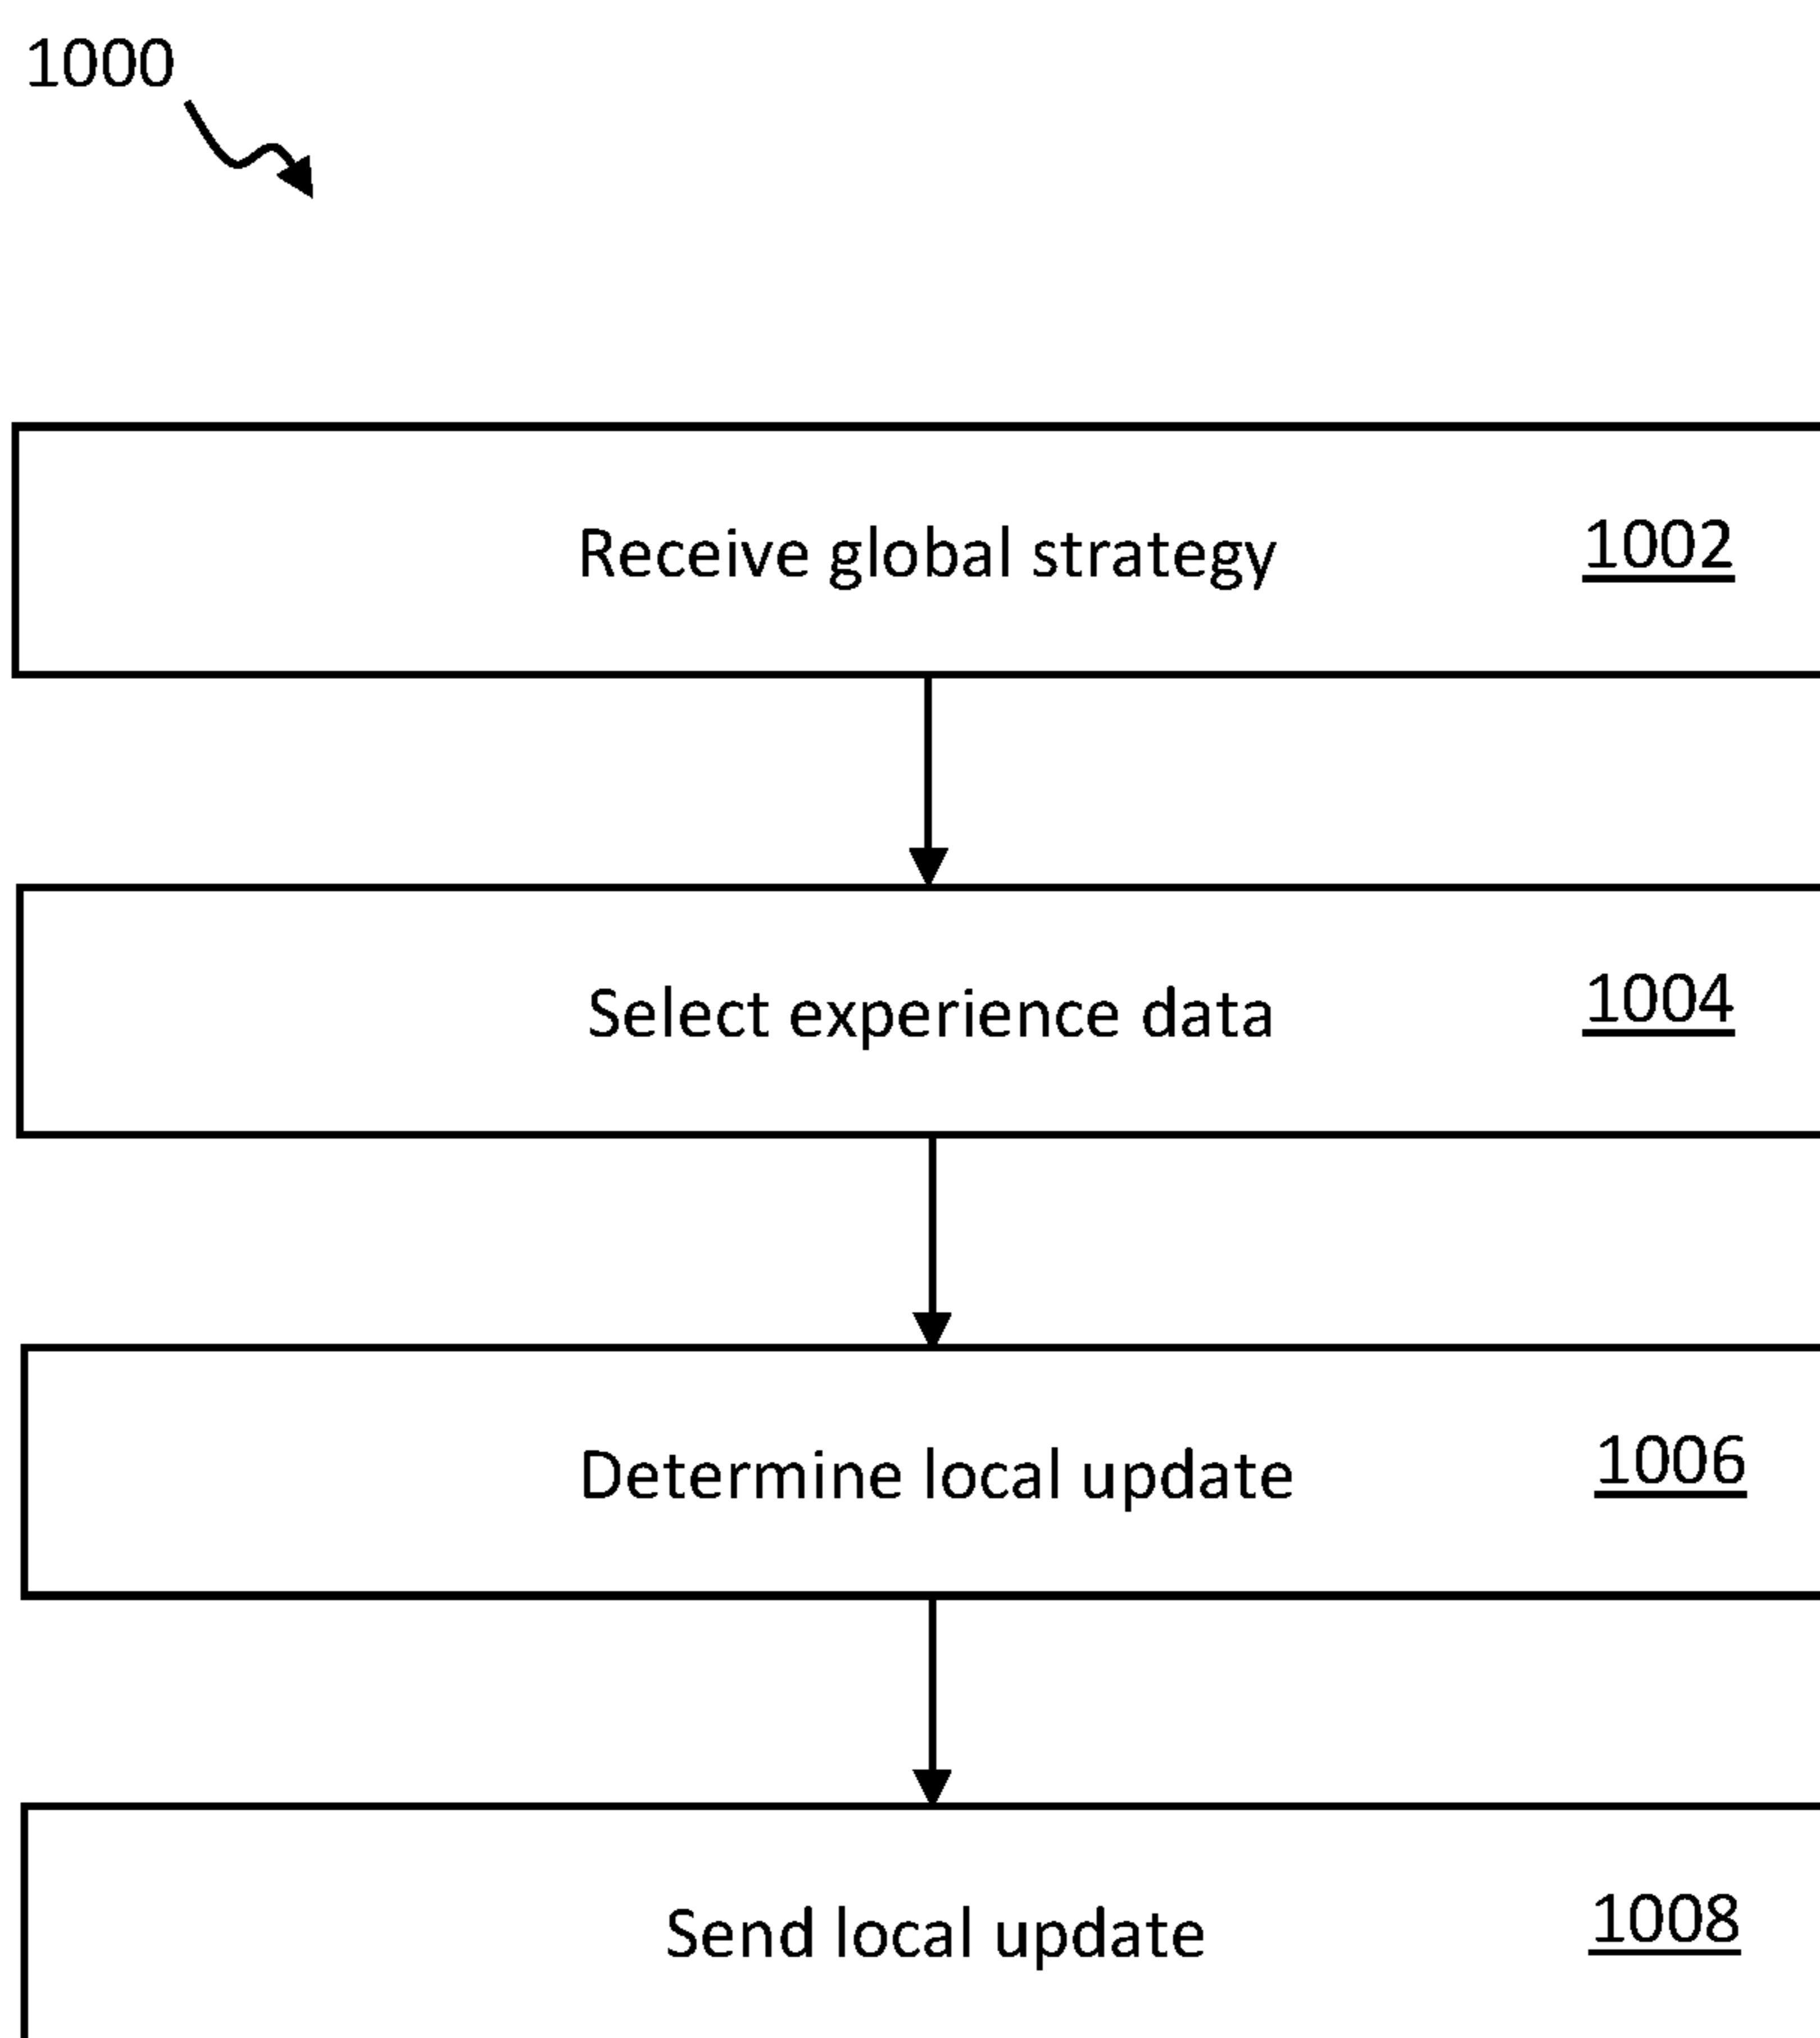 1000
Receive global strategy 1002
Select experience data 1004
Determine local update 1006
Send local update 1008